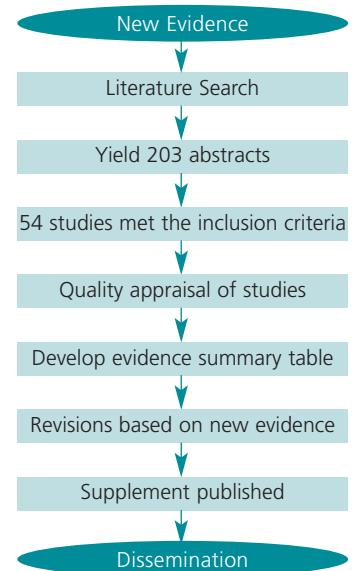 New Evidence
Literature Search
Yield 203 abstracts
54 studies met the inclusion criteria
Quality appraisal of studies
Develop evidence summary table
Revisions based on new evidence
Supplement published
Dissemination